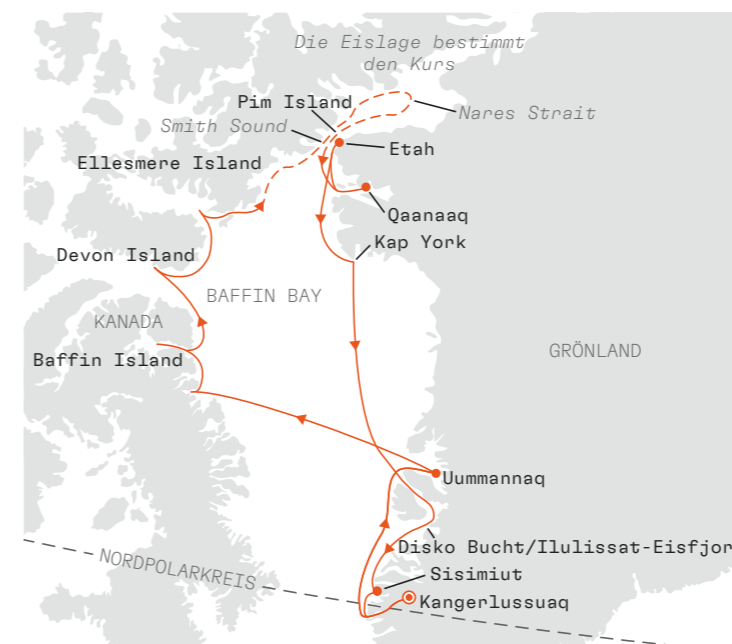 Die Eislage bestimmt
den Kurs
Pim Island
Nares Strait
Smith Sound
Etah
Ellesmere Island
Qaanaaq
Kap York
Devon Island
BAFFIN BAY
KANADA
GRÖNLAND
Baffin Island
Uummannaq
Disko Bucht/Ilulissat-Eisfjor
NORDPOLARKREIS
Sisimiut
Kangerlussuaq